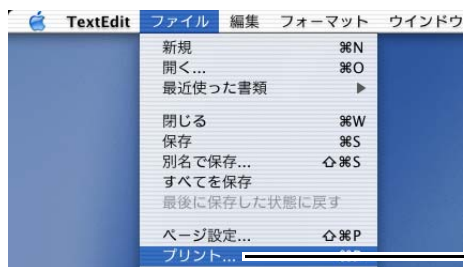 TextEdit ファイル 編集 フォーマット ウインドウ
新規 ⌘N
開く... ⌘O
最近使った書類 ▶
閉じる ⌘W
保存 ⌘S
別名で保存... ⇧⌘S
すべてを保存
最後に保存した状態に戻す
ページ設定... ⇧⌘P
プリント...